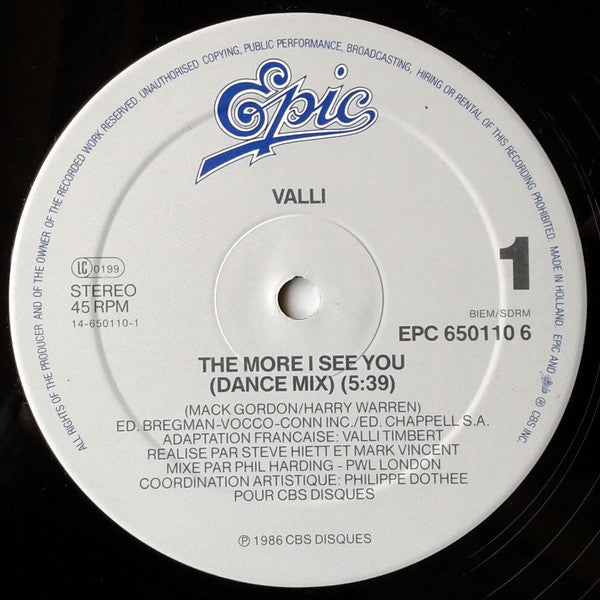 ALL RIGHTS OF THE PRODUCER AND OF THE OWNER OF THE RECORDED WORK RESERVED. UNAUTHORISED COPYING, PUBLIC PERFORMANCE, BROADCASTING, HIRING OR RENTAL OF THIS RECORDING PROHIBITED. MADE IN HOLLAND. EPIC AND ℗ CBS INC.
Epic
VALLI
LC 0199
STEREO
45 RPM
14-650110-1
1
BIEM/SDRM
EPC 650110 6
THE MORE I SEE YOU
(DANCE MIX) (5:39)
(MACK GORDON/HARRY WARREN)
ED. BREGMAN-VOCCO-CONN INC./ED. CHAPPELL S.A.
ADAPTATION FRANCAISE: VALLI TIMBERT
REALISE PAR STEVE HIETT ET MARK VINCENT
MIXE PAR PHIL HARDING - PWL LONDON
COORDINATION ARTISTIQUE: PHILIPPE DOTHEE
POUR CBS DISQUES
℗ 1986 CBS DISQUES